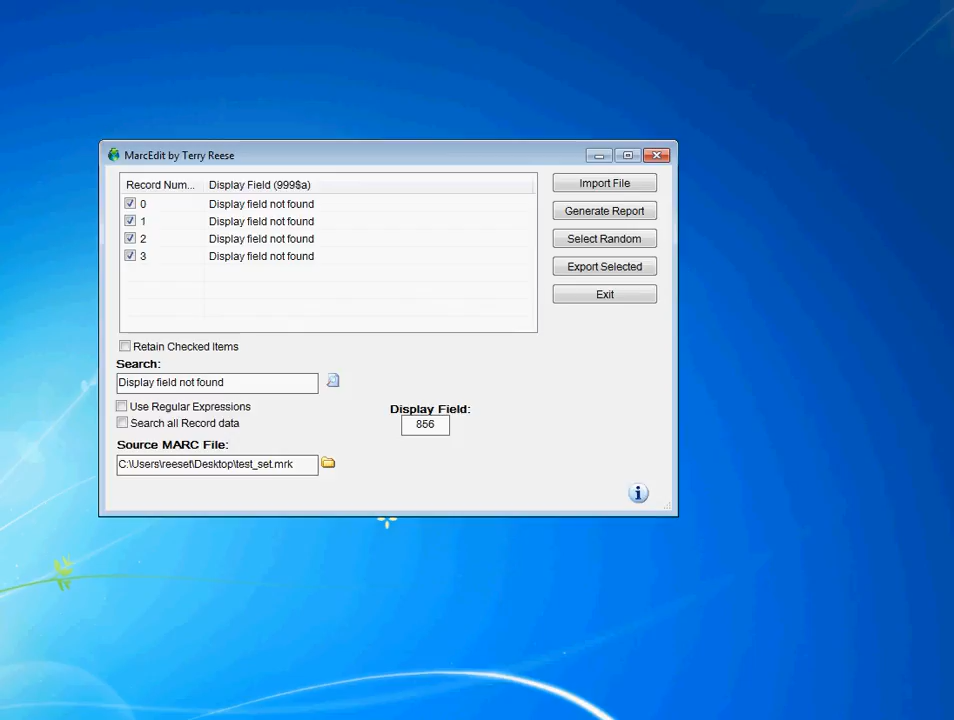 MarcEdit by Terry Reese
Record Num... Display Field (999$a)
0 Display field not found
1 Display field not found
2 Display field not found
3 Display field not found
Import File
Generate Report
Select Random
Export Selected
Exit
Retain Checked Items
Search:
Display field not found
Use Regular Expressions
Search all Record data
Display Field:
856
Source MARC File:
C:\Users\reeset\Desktop\test_set.mrk